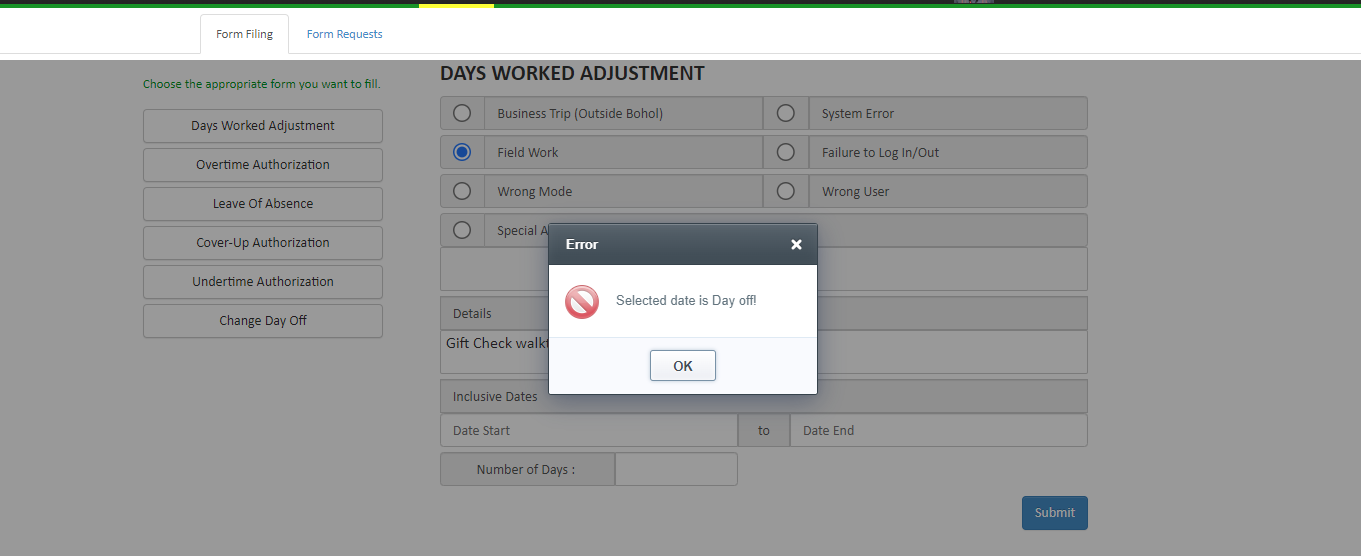 Form Filing
Form Requests
Choose the appropriate form you want to fill.
Days Worked Adjustment
Overtime Authorization
Leave Of Absence
Cover-Up Authorization
Undertime Authorization
Change Day Off
DAYS WORKED ADJUSTMENT
Business Trip (Outside Bohol)
System Error
Field Work
Failure to Log In/Out
Wrong Mode
Wrong User
Special
Error
Selected date is Day off!
OK
Details
Gift Check
Inclusive Dates
Date Start
to
Date End
Number of Days :
Submit